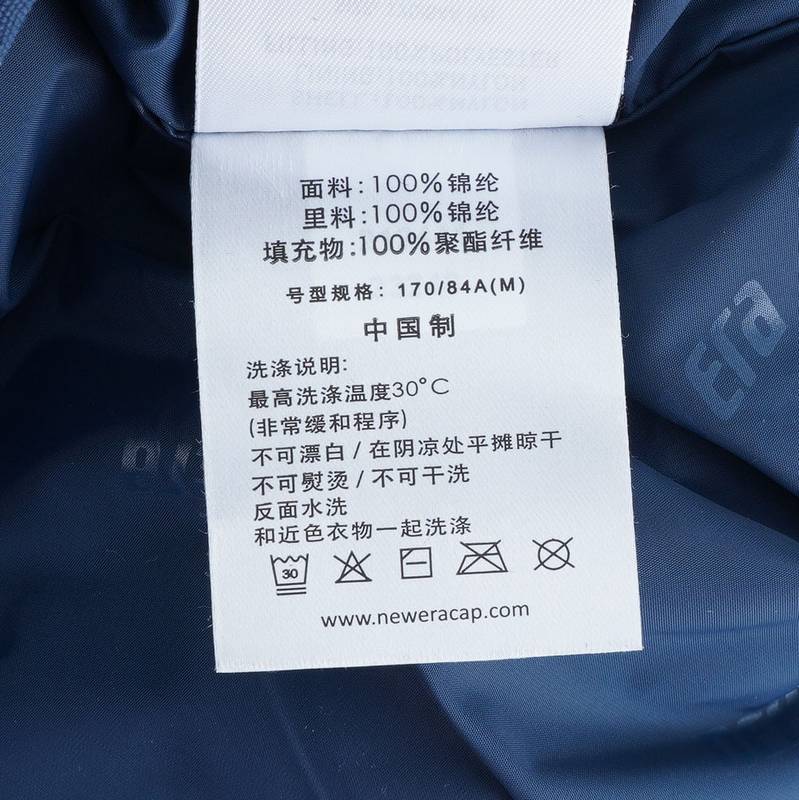 面料:100%锦纶
里料:100%锦纶
填充物:100%聚酯纤维
号型规格: 170/84A(M)
中国制
洗涤说明:
最高洗涤温度30°C
(非常缓和程序)
不可漂白 / 在阴凉处平摊晾干
不可熨烫 / 不可干洗
反面水洗
和近色衣物一起洗涤
30
www.neweracap.com
Era